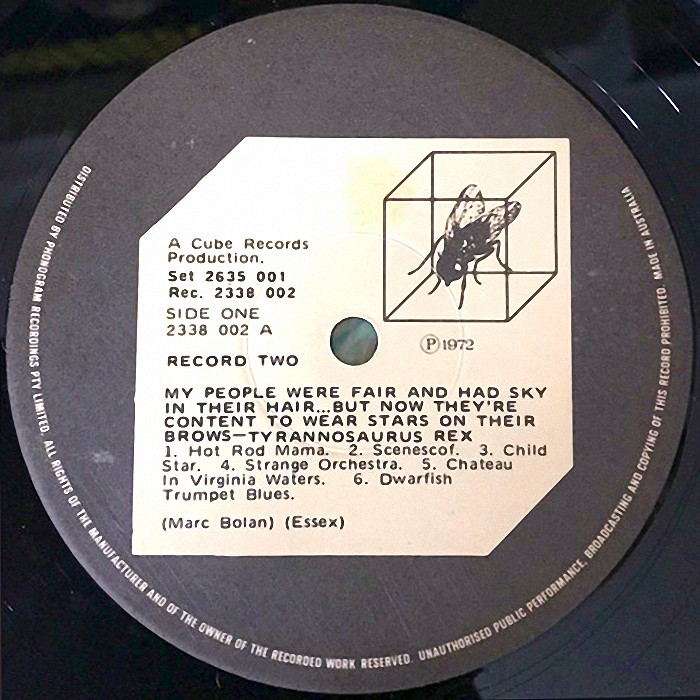 A Cube Records
Production.
Set 2635 001
Rec. 2338 002
SIDE ONE
2338 002 A
RECORD TWO
Ⓟ 1972
MY PEOPLE WERE FAIR AND HAD SKY
IN THEIR HAIR...BUT NOW THEY'RE
CONTENT TO WEAR STARS ON THEIR
BROWS—TYRANNOSAURUS REX
1. Hot Rod Mama. 2. Scenescof. 3. Child
Star. 4. Strange Orchestra. 5. Chateau
In Virginia Waters. 6. Dwarfish
Trumpet Blues.
(Marc Bolan) (Essex)
DISTRIBUTED BY PHONOGRAM RECORDINGS PTY LIMITED. ALL RIGHTS OF THE MANUFACTURER AND OF THE OWNER OF THE RECORDED WORK RESERVED. UNAUTHORISED PUBLIC PERFORMANCE, BROADCASTING AND COPYING OF THIS RECORD PROHIBITED. MADE IN AUSTRALIA